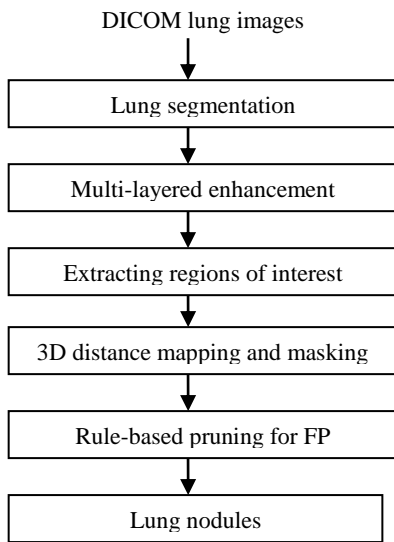 DICOM lung images
Lung segmentation
Multi-layered enhancement
Extracting regions of interest
3D distance mapping and masking
Rule-based pruning for FP
Lung nodules